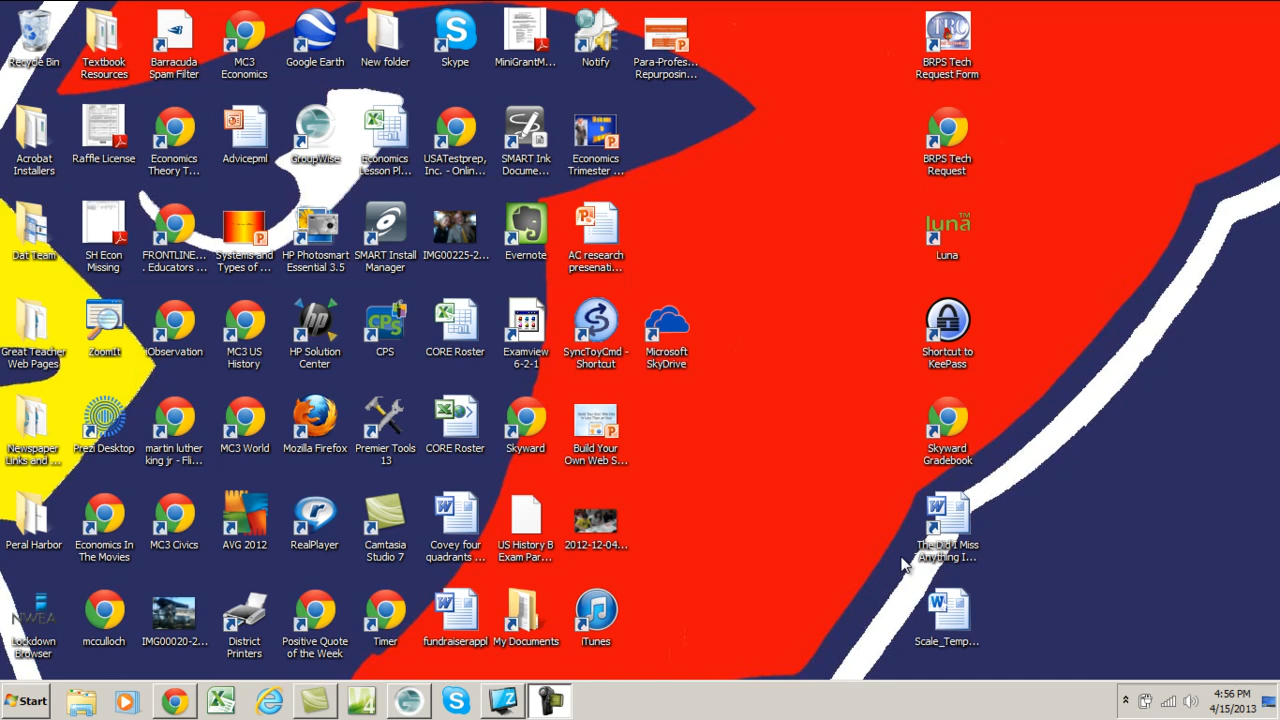 Recycle Bin
Textbook
Resources
Barracuda
Spam Filter
MC3
Economics
Google Earth
New folder
Skype
MiniGrantM...
Notify
Para-Profes...
Repurposin...
TRC
BRPS Tech
Request Form
Acrobat
Installers
Raffle License
Economics
Theory T...
Advicepml
GroupWise
Economics
Lesson Pl...
USATestprep,
Inc. - Onlin...
SMART Ink
Docume...
Economics
Trimester ...
BRPS Tech
Request
Dat Team
SH Econ
Missing
FRONTLINE...
. Educators ...
Systems and
Types of ...
HP Photosmart
Essential 3.5
SMART Install
Manager
IMG00225-2...
Evernote
AC research
presenati...
luna™
Luna
Great Teacher
Web Pages
ZoomIt
iObservation
MC3 US
History
hp
HP Solution
Center
CPS
CPS
CORE Roster
Examview
6-2-1
SyncToyCmd -
Shortcut
Microsoft
SkyDrive
Shortcut to
KeePass
Newspaper
Links and ...
Prezi Desktop
martin luther
king jr - Fli...
MC3 World
Mozilla Firefox
Premier Tools
13
CORE Roster
Skyward
Build Your
Own Web S...
Skyward
Gradebook
Peral Harbor
Economics In
The Movies
MC3 Civics
AVG 2012
RealPlayer
Camtasia
Studio 7
Covey four
quadrants ...
US History B
Exam Par...
2012-12-04...
The Did I Miss
Anything I...
Lockdown
Browser
mcculloch
IMG00020-2...
District
Printers
Positive Quote
of the Week
Timer
fundraiserappl
My Documents
iTunes
Scale_Temp...
Start
4:56 PM
4/15/2013